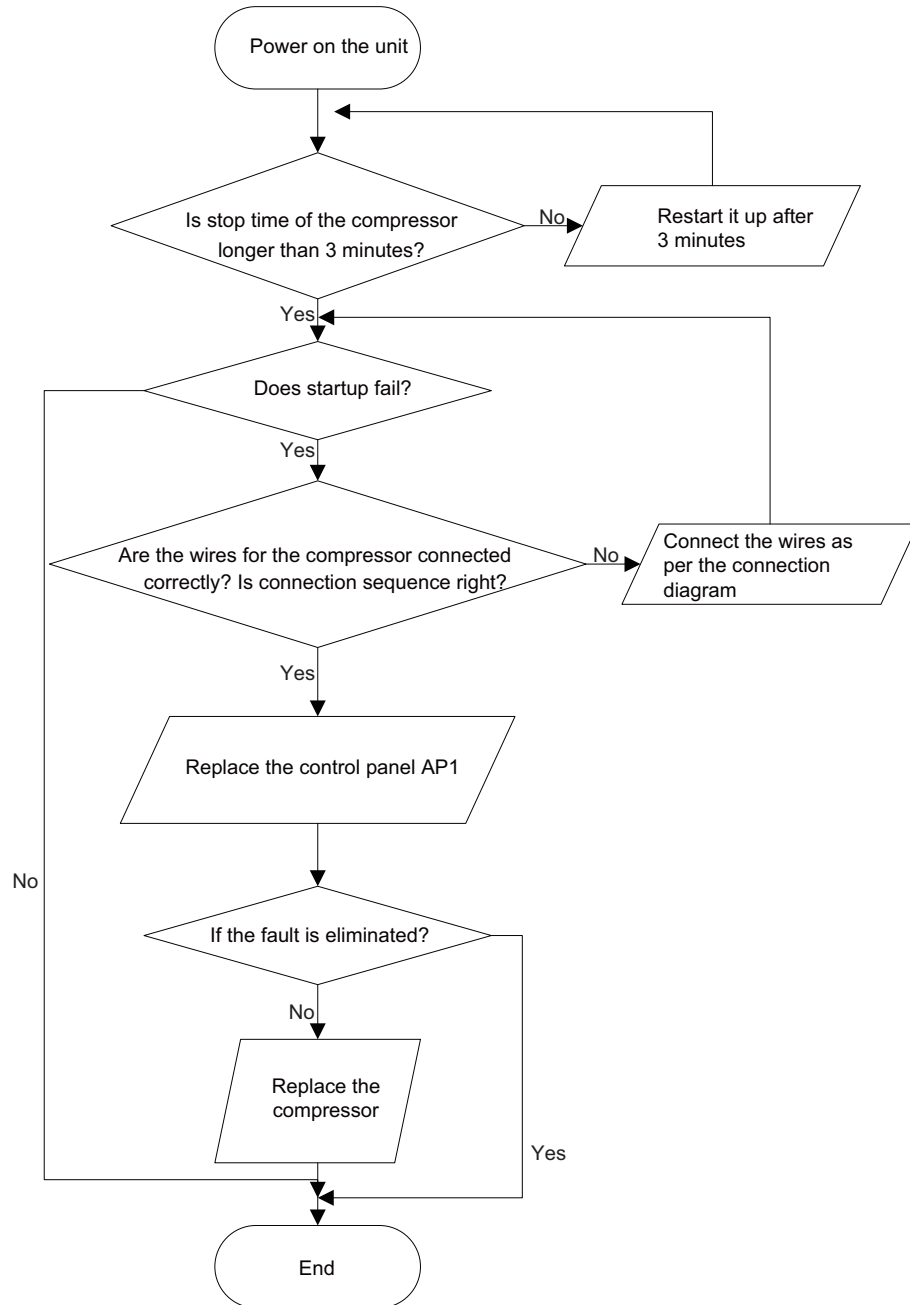 Power on the unit
Is stop time of the compressor
longer than 3 minutes?
No
Restart it up after
3 minutes
Yes
Does startup fail?
Yes
Are the wires for the compressor connected
correctly? Is connection sequence right?
No
Connect the wires as
per the connection
diagram
Yes
Replace the control panel AP1
No
If the fault is eliminated?
No
Replace the
compressor
Yes
End